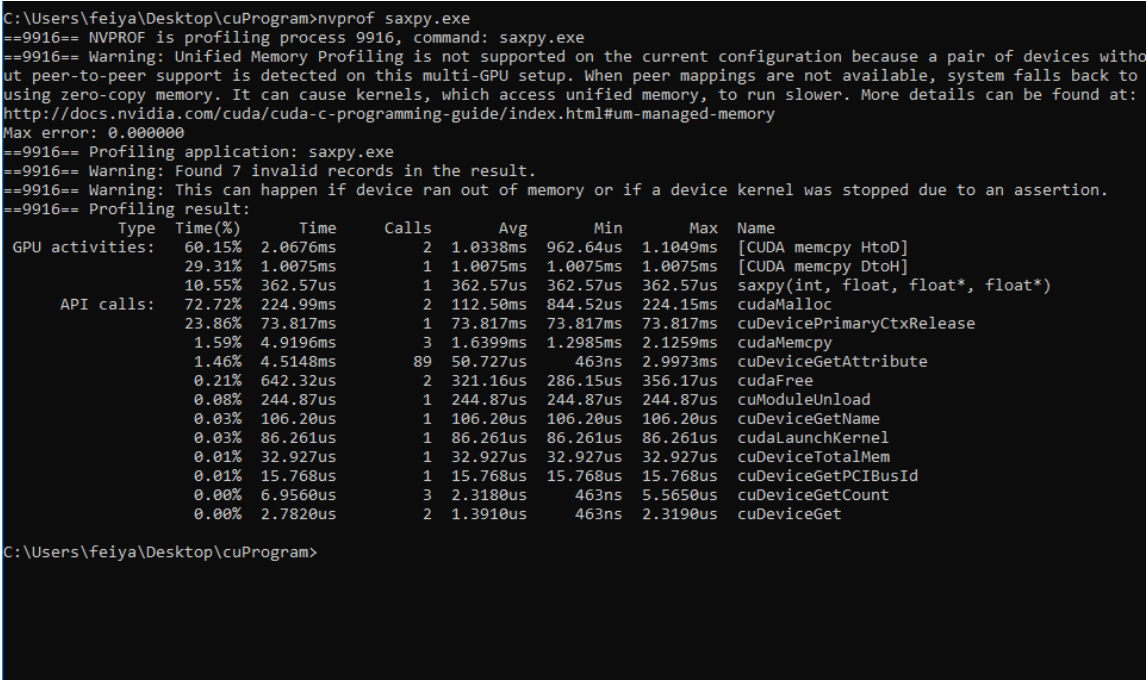 C:\Users\feiya\Desktop\cuProgram>nvprof saxpy.exe
==9916== NVPROF is profiling process 9916, command: saxpy.exe
==9916== Warning: Unified Memory Profiling is not supported on the current configuration because a pair of devices witho
ut peer-to-peer support is detected on this multi-GPU setup. When peer mappings are not available, system falls back to
using zero-copy memory. It can cause kernels, which access unified memory, to run slower. More details can be found at:
http://docs.nvidia.com/cuda/cuda-c-programming-guide/index.html#um-managed-memory
Max error: 0.000000
==9916== Profiling application: saxpy.exe
==9916== Warning: Found 7 invalid records in the result.
==9916== Warning: This can happen if device ran out of memory or if a device kernel was stopped due to an assertion.
==9916== Profiling result:
            Type  Time(%)      Time     Calls       Avg       Min       Max  Name
 GPU activities:   60.15%  2.0676ms         2  1.0338ms  962.64us  1.1049ms  [CUDA memcpy HtoD]
                   29.31%  1.0075ms         1  1.0075ms  1.0075ms  1.0075ms  [CUDA memcpy DtoH]
                   10.55%  362.57us         1  362.57us  362.57us  362.57us  saxpy(int, float, float*, float*)
      API calls:   72.72%  224.99ms         2  112.50ms  844.52us  224.15ms  cudaMalloc
                   23.86%  73.817ms         1  73.817ms  73.817ms  73.817ms  cuDevicePrimaryCtxRelease
                    1.59%  4.9196ms         3  1.6399ms  1.2985ms  2.1259ms  cudaMemcpy
                    1.46%  4.5148ms        89  50.727us     463ns  2.9973ms  cuDeviceGetAttribute
                    0.21%  642.32us         2  321.16us  286.15us  356.17us  cudaFree
                    0.08%  244.87us         1  244.87us  244.87us  244.87us  cuModuleUnload
                    0.03%  106.20us         1  106.20us  106.20us  106.20us  cuDeviceGetName
                    0.03%  86.261us         1  86.261us  86.261us  86.261us  cudaLaunchKernel
                    0.01%  32.927us         1  32.927us  32.927us  32.927us  cuDeviceTotalMem
                    0.01%  15.768us         1  15.768us  15.768us  15.768us  cuDeviceGetPCIBusId
                    0.00%  6.9560us         3  2.3180us     463ns  5.5650us  cuDeviceGetCount
                    0.00%  2.7820us         2  1.3910us     463ns  2.3190us  cuDeviceGet
C:\Users\feiya\Desktop\cuProgram>